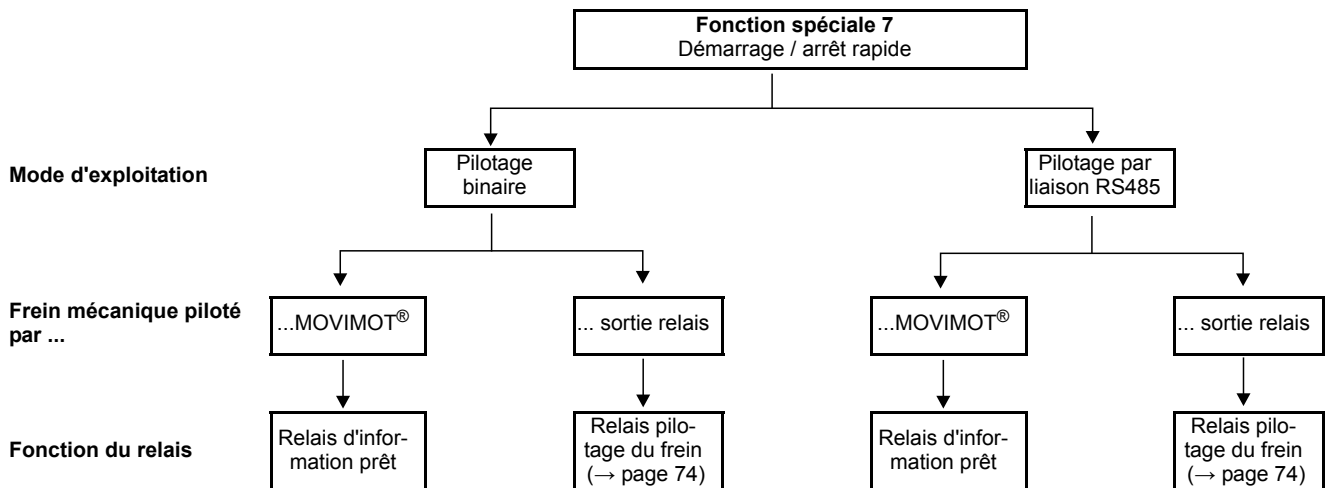 Fonction spéciale 7
Démarrage / arrêt rapide
Mode d'exploitation
Pilotage
binaire
Pilotage par
liaison RS485
Frein mécanique piloté
par ...
...MOVIMOT®
... sortie relais
...MOVIMOT®
... sortie relais
Fonction du relais
Relais d'infor-
mation prêt
Relais pilo-
tage du frein
(→ page 74)
Relais d'infor-
mation prêt
Relais pilo-
tage du frein
(→ page 74)